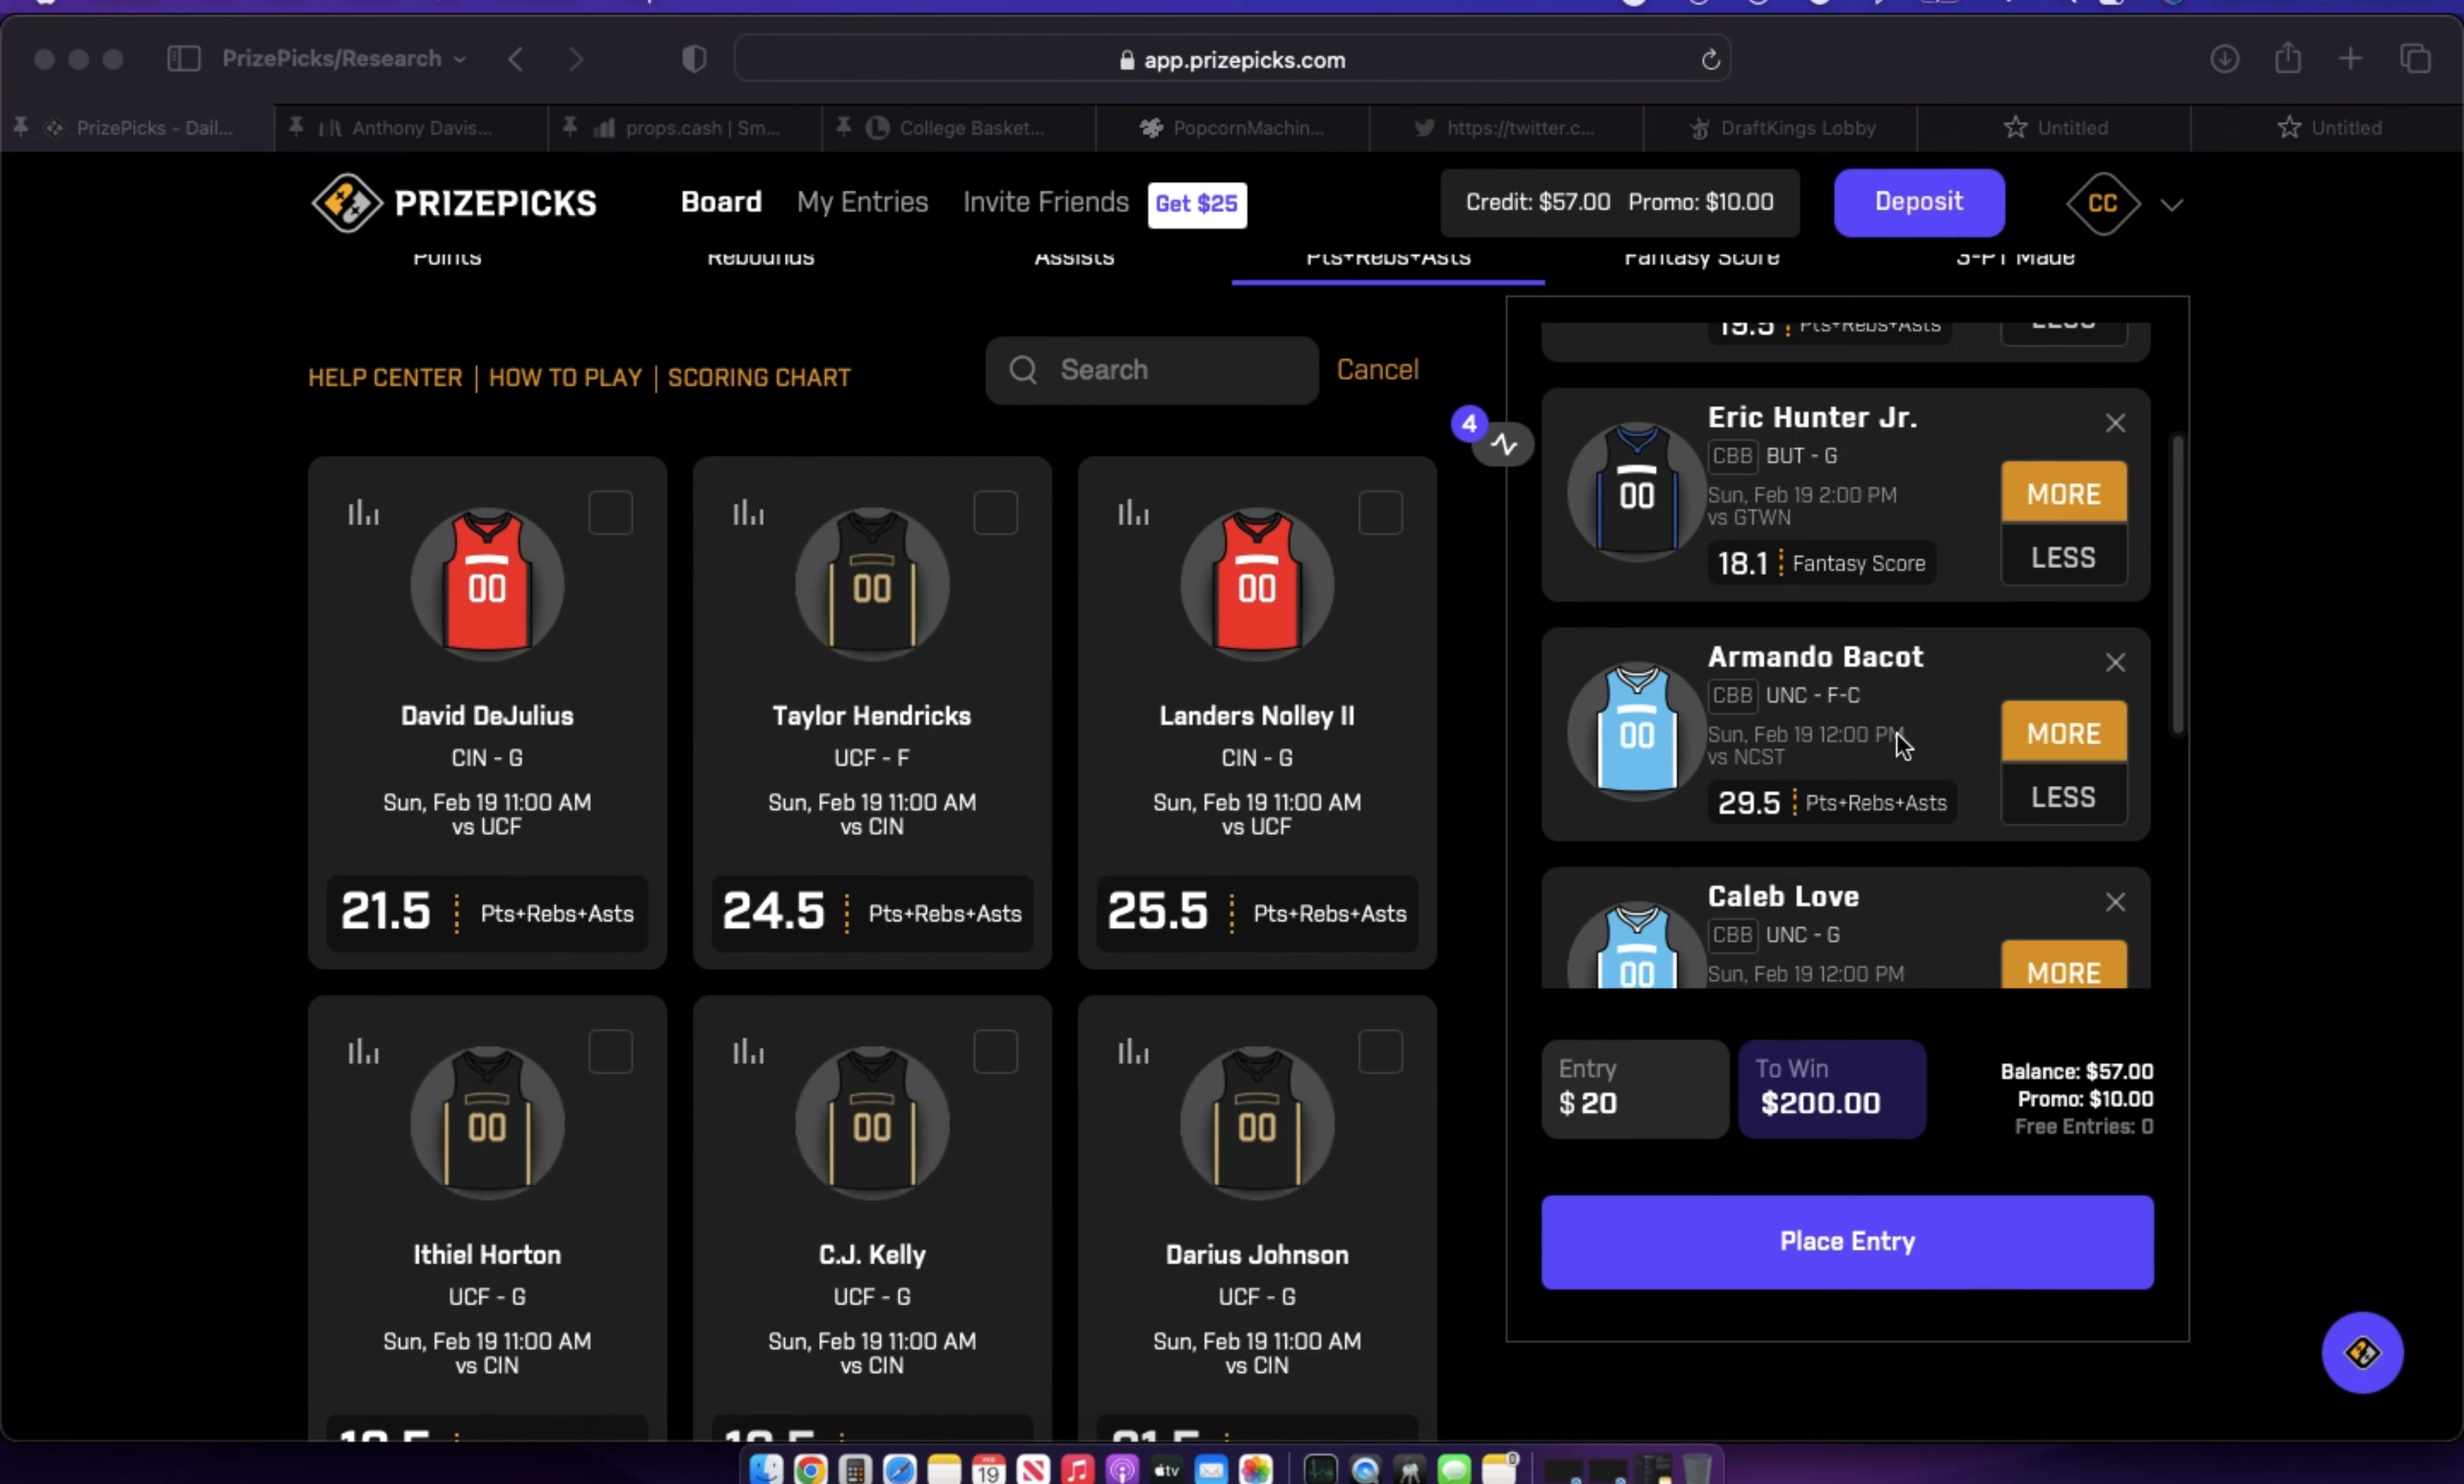 PrizePicks/Research
app.prizepicks.com
PrizePicks - Dail...
Anthony Davis...
props.cash | Sm...
College Basket...
PopcornMachin...
https://twitter.c...
DraftKings Lobby
Untitled
Untitled
PRIZEPICKS
Board
My Entries
Invite Friends
Get $25
Credit: $57.00 Promo: $10.00
Deposit
CC
Points
Rebounds
Assists
Pts+Rebs+Asts
Fantasy Score
3-PT Made
HELP CENTER | HOW TO PLAY | SCORING CHART
Search
Cancel
00
David DeJulius
CIN - G
Sun, Feb 19 11:00 AM
vs UCF
21.5 Pts+Rebs+Asts
00
Taylor Hendricks
UCF - F
Sun, Feb 19 11:00 AM
vs CIN
24.5 Pts+Rebs+Asts
00
Landers Nolley II
CIN - G
Sun, Feb 19 11:00 AM
vs UCF
25.5 Pts+Rebs+Asts
00
Ithiel Horton
UCF - G
Sun, Feb 19 11:00 AM
vs CIN
00
C.J. Kelly
UCF - G
Sun, Feb 19 11:00 AM
vs CIN
00
Darius Johnson
UCF - G
Sun, Feb 19 11:00 AM
vs CIN
4
19.5 Pts+Rebs+Asts
LESS
00
Eric Hunter Jr.
CBB BUT - G
Sun, Feb 19 2:00 PM
vs GTWN
18.1 Fantasy Score
MORE
LESS
00
Armando Bacot
CBB UNC - F-C
Sun, Feb 19 12:00 PM
vs NCST
29.5 Pts+Rebs+Asts
MORE
LESS
00
Caleb Love
CBB UNC - G
Sun, Feb 19 12:00 PM
MORE
Entry
$ 20
To Win
$200.00
Balance: $57.00
Promo: $10.00
Free Entries: 0
Place Entry
FEB
19
tv